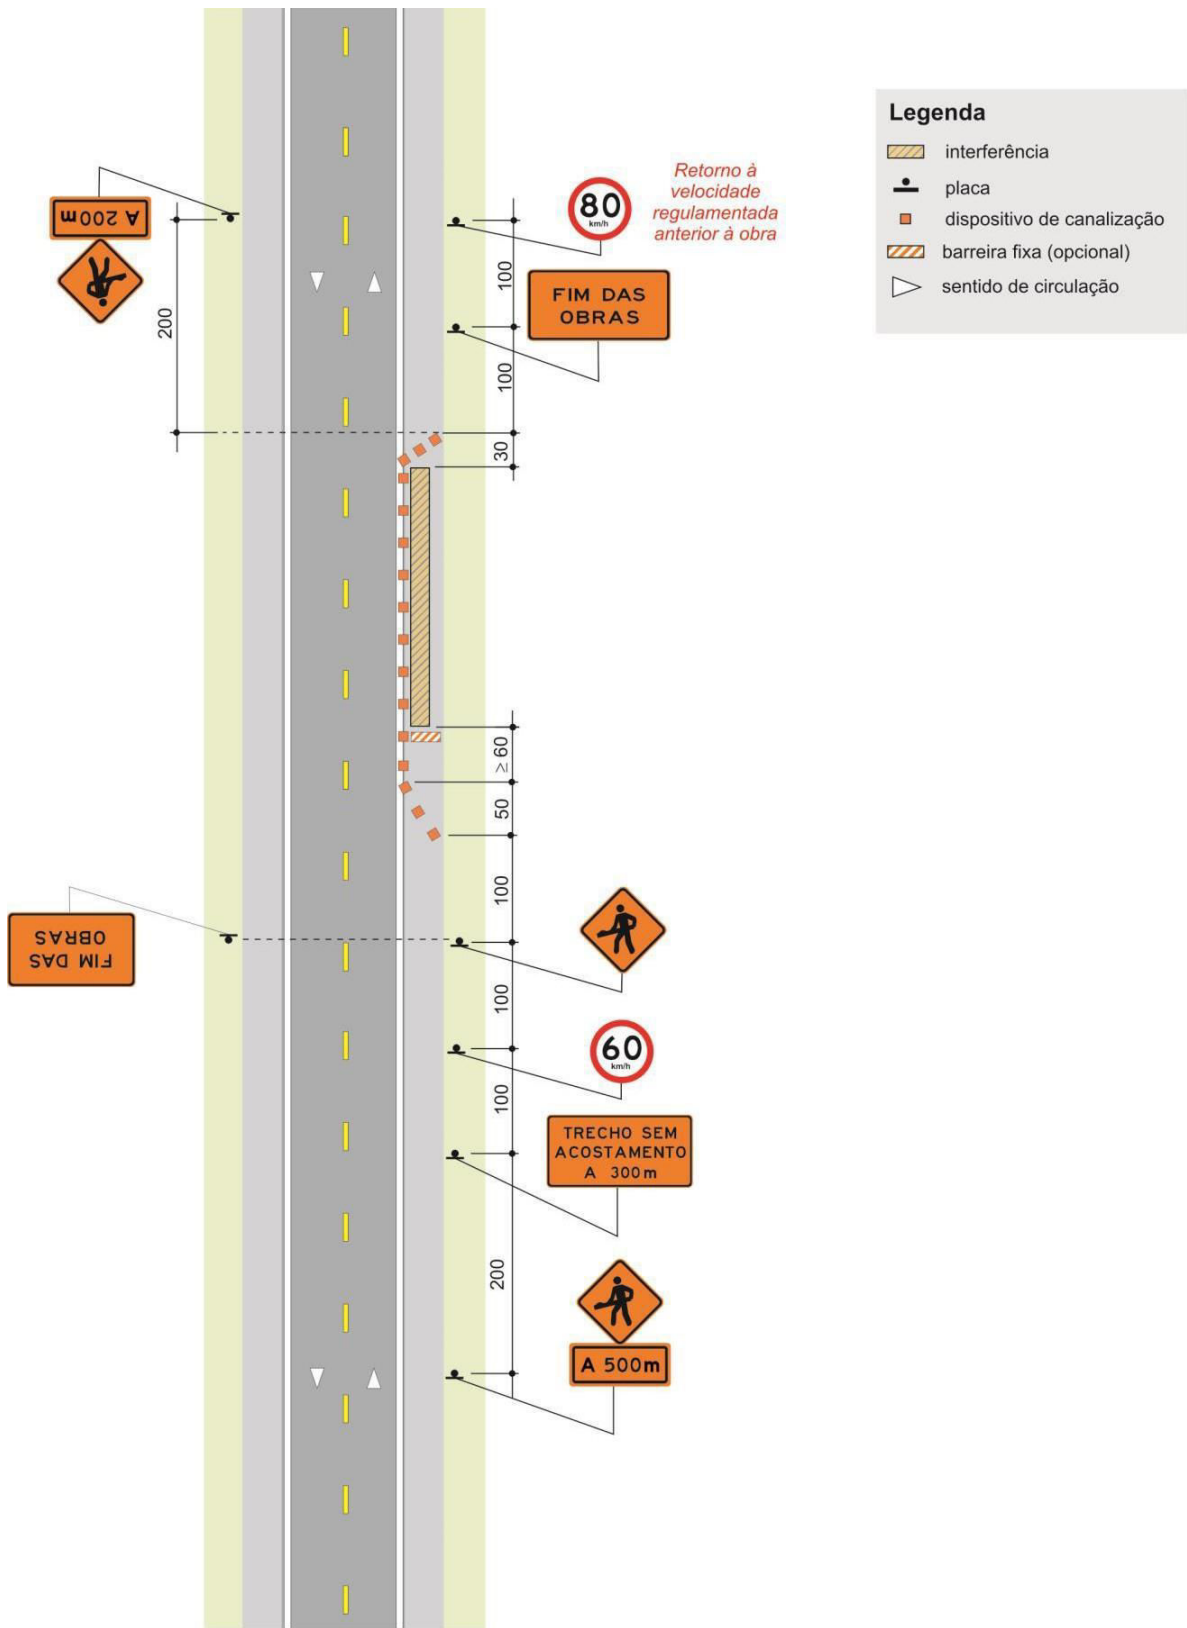 Legenda
interferência
placa
dispositivo de canalização
barreira fixa (opcional)
sentido de circulação
A 200m
200
80
km/h
Retorno à
velocidade
regulamentada
anterior à obra
100
FIM DAS
OBRAS
100
30
≥ 60
50
100
FIM DAS
OBRAS
100
60
km/h
100
TRECHO SEM
ACOSTAMENTO
A 300m
200
A 500m